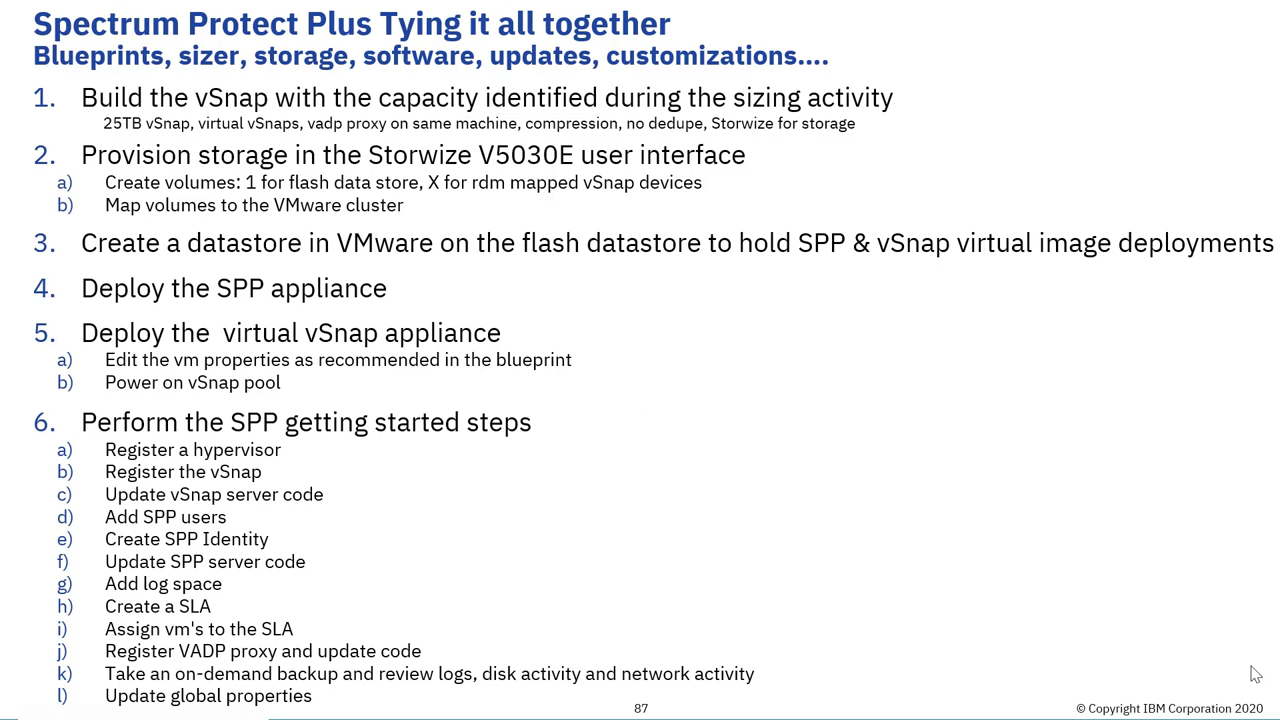 Spectrum Protect Plus Tying it all together
Blueprints, sizer, storage, software, updates, customizations....
1. Build the vSnap with the capacity identified during the sizing activity
25TB vSnap, virtual vSnaps, vadp proxy on same machine, compression, no dedupe, Storwize for storage
2. Provision storage in the Storwize V5030E user interface
a) Create volumes: 1 for flash data store, X for rdm mapped vSnap devices
b) Map volumes to the VMware cluster
3. Create a datastore in VMware on the flash datastore to hold SPP & vSnap virtual image deployments
4. Deploy the SPP appliance
5. Deploy the  virtual vSnap appliance
a) Edit the vm properties as recommended in the blueprint
b) Power on vSnap pool
6. Perform the SPP getting started steps
a) Register a hypervisor
b) Register the vSnap
c) Update vSnap server code
d) Add SPP users
e) Create SPP Identity
f) Update SPP server code
g) Add log space
h) Create a SLA
i) Assign vm's to the SLA
j) Register VADP proxy and update code
k) Take an on-demand backup and review logs, disk activity and network activity
l) Update global properties
87
© Copyright IBM Corporation 2020